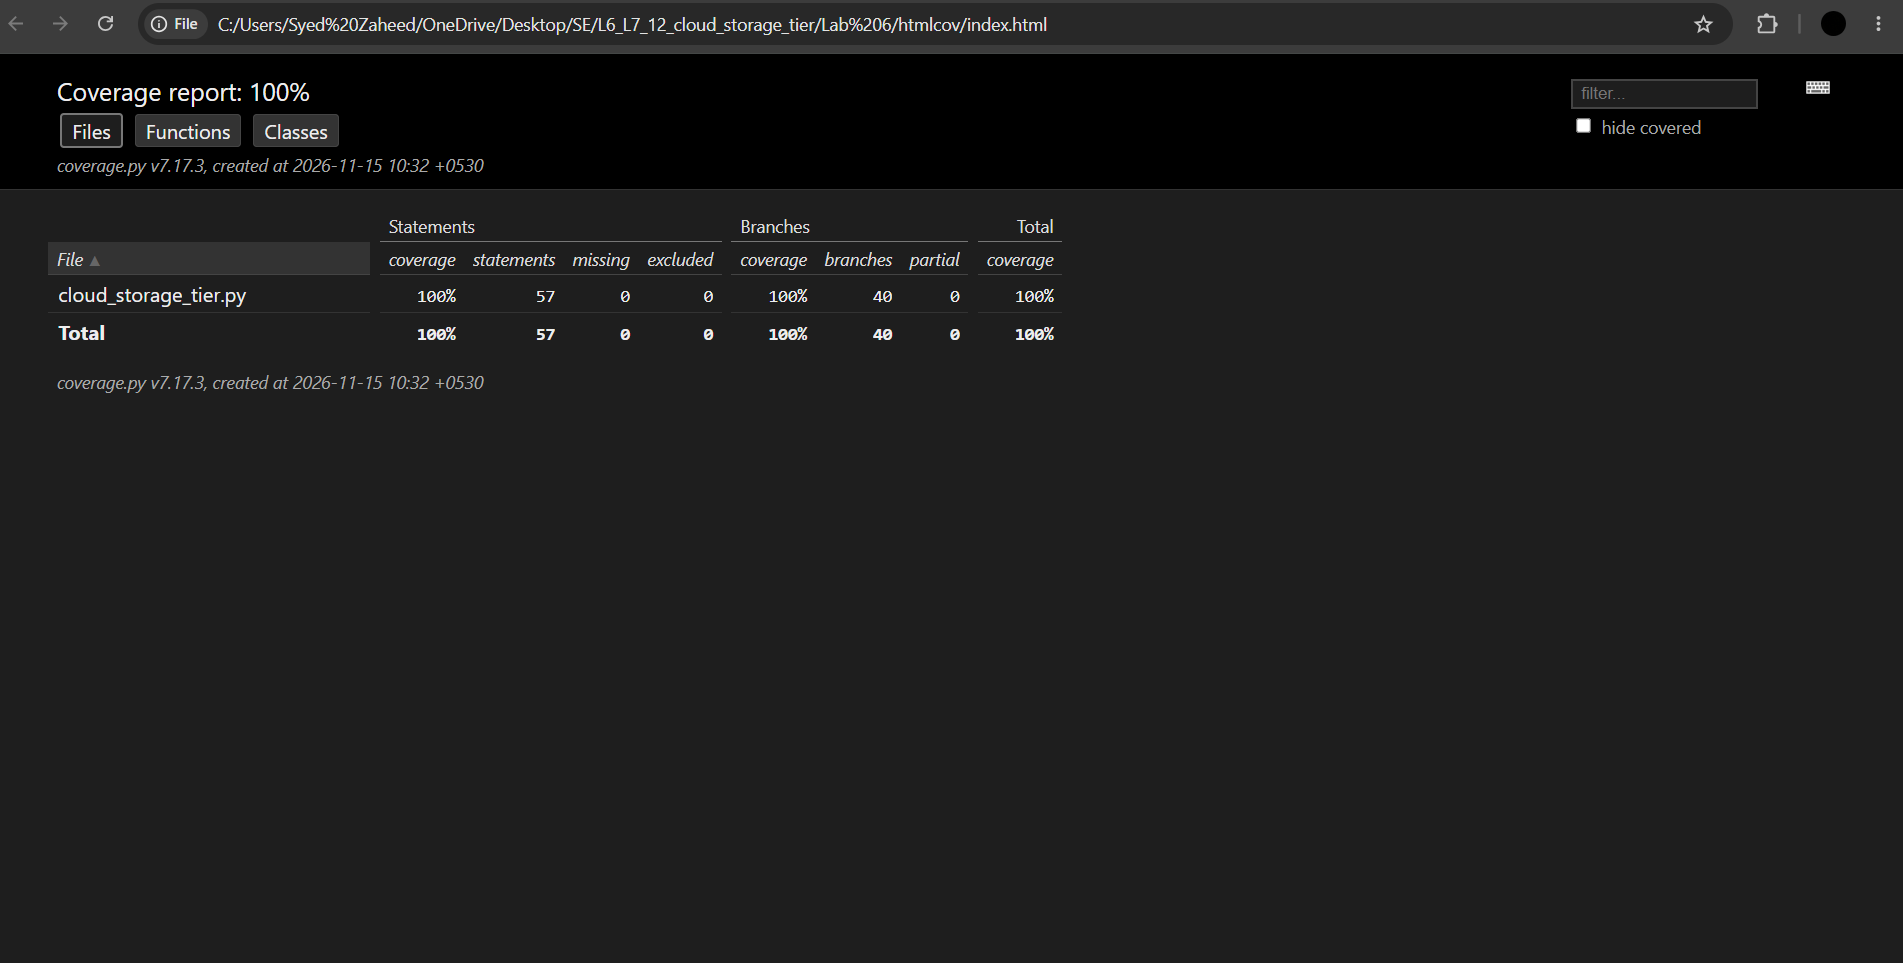 File C:/Users/Syed%20Zaheed/OneDrive/Desktop/SE/L6_L7_12_cloud_storage_tier/Lab%206/htmlcov/index.html
Coverage report: 100%
filter...
Files Functions Classes
hide covered
coverage.py v7.17.3, created at 2026-11-15 10:32 +0530
Statements Branches Total
File ▲ coverage statements missing excluded coverage branches partial coverage
cloud_storage_tier.py 100% 57 0 0 100% 40 0 100%
Total 100% 57 0 0 100% 40 0 100%
coverage.py v7.17.3, created at 2026-11-15 10:32 +0530